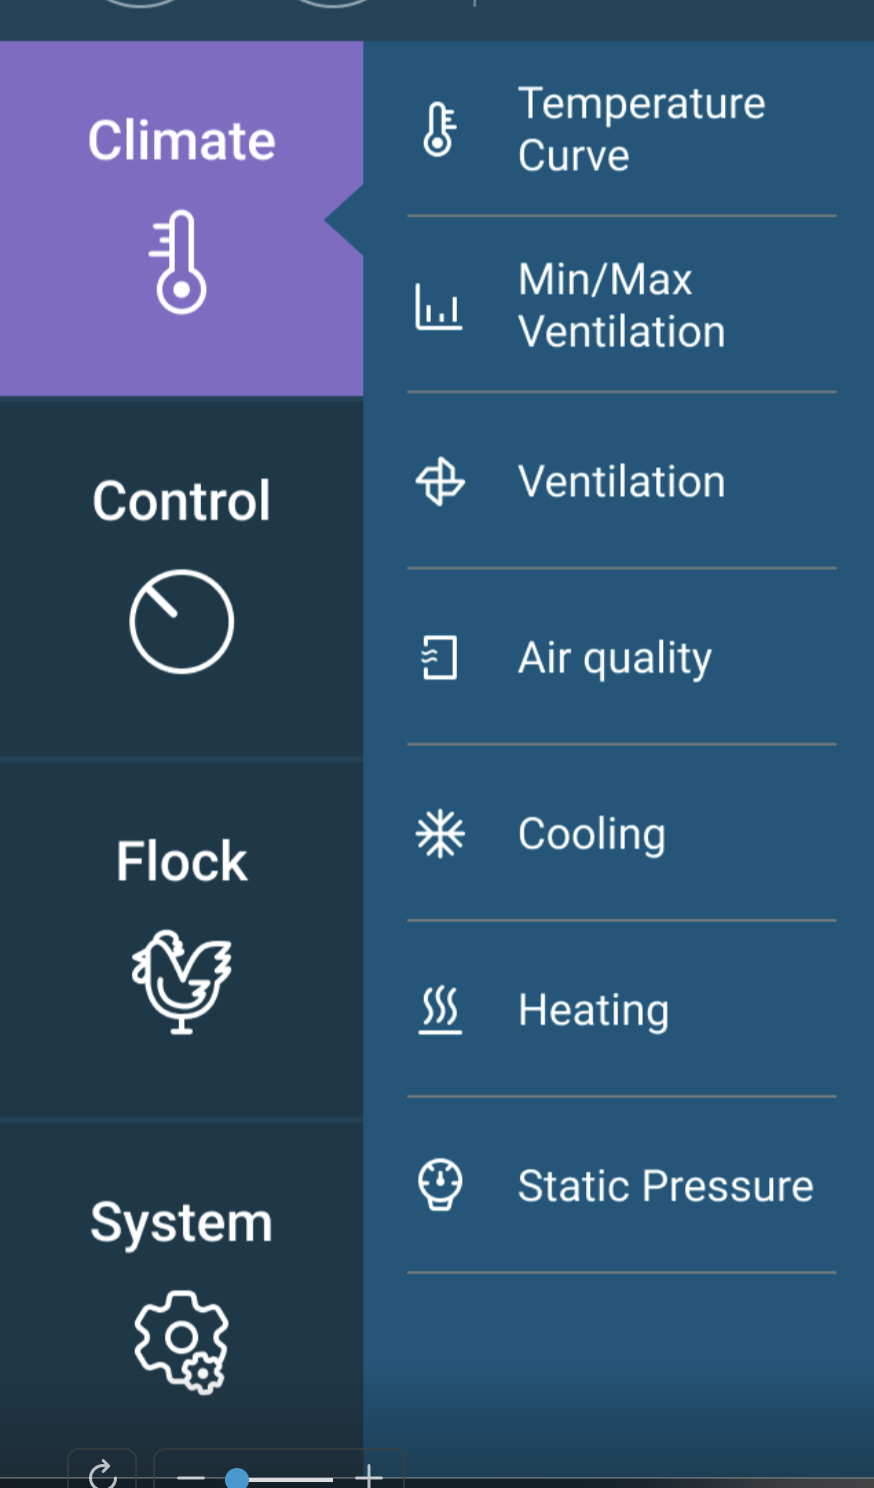 Climate
Temperature
Curve
Min/Max
Ventilation
Ventilation
Air quality
Cooling
Heating
Static Pressure
Control
Flock
System